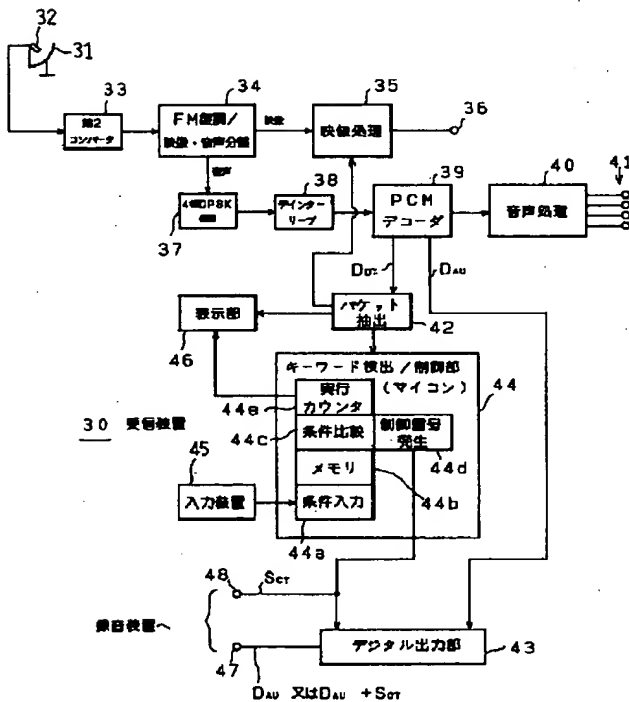 32
31
33
34
35
36
第2
コンバータ
FM復調/
映像・音声分離
映像
映像処理
音声
38
39
40
41
4相DPSK
復調
デインター
リーブ
PCM
デコーダ
音声処理
37
DAU
表示部
パケット
抽出
46
42
キーワード検出/制御部
(マイコン)
44
実行
カウンタ
44e
30 受信装置
44c
条件比較
制御信号
発生
44d
45
メモリ
44b
入力装置
条件入力
44a
48
SCT
録音装置へ
47
デジタル出力部
43
DAU 又はDAU +SCT